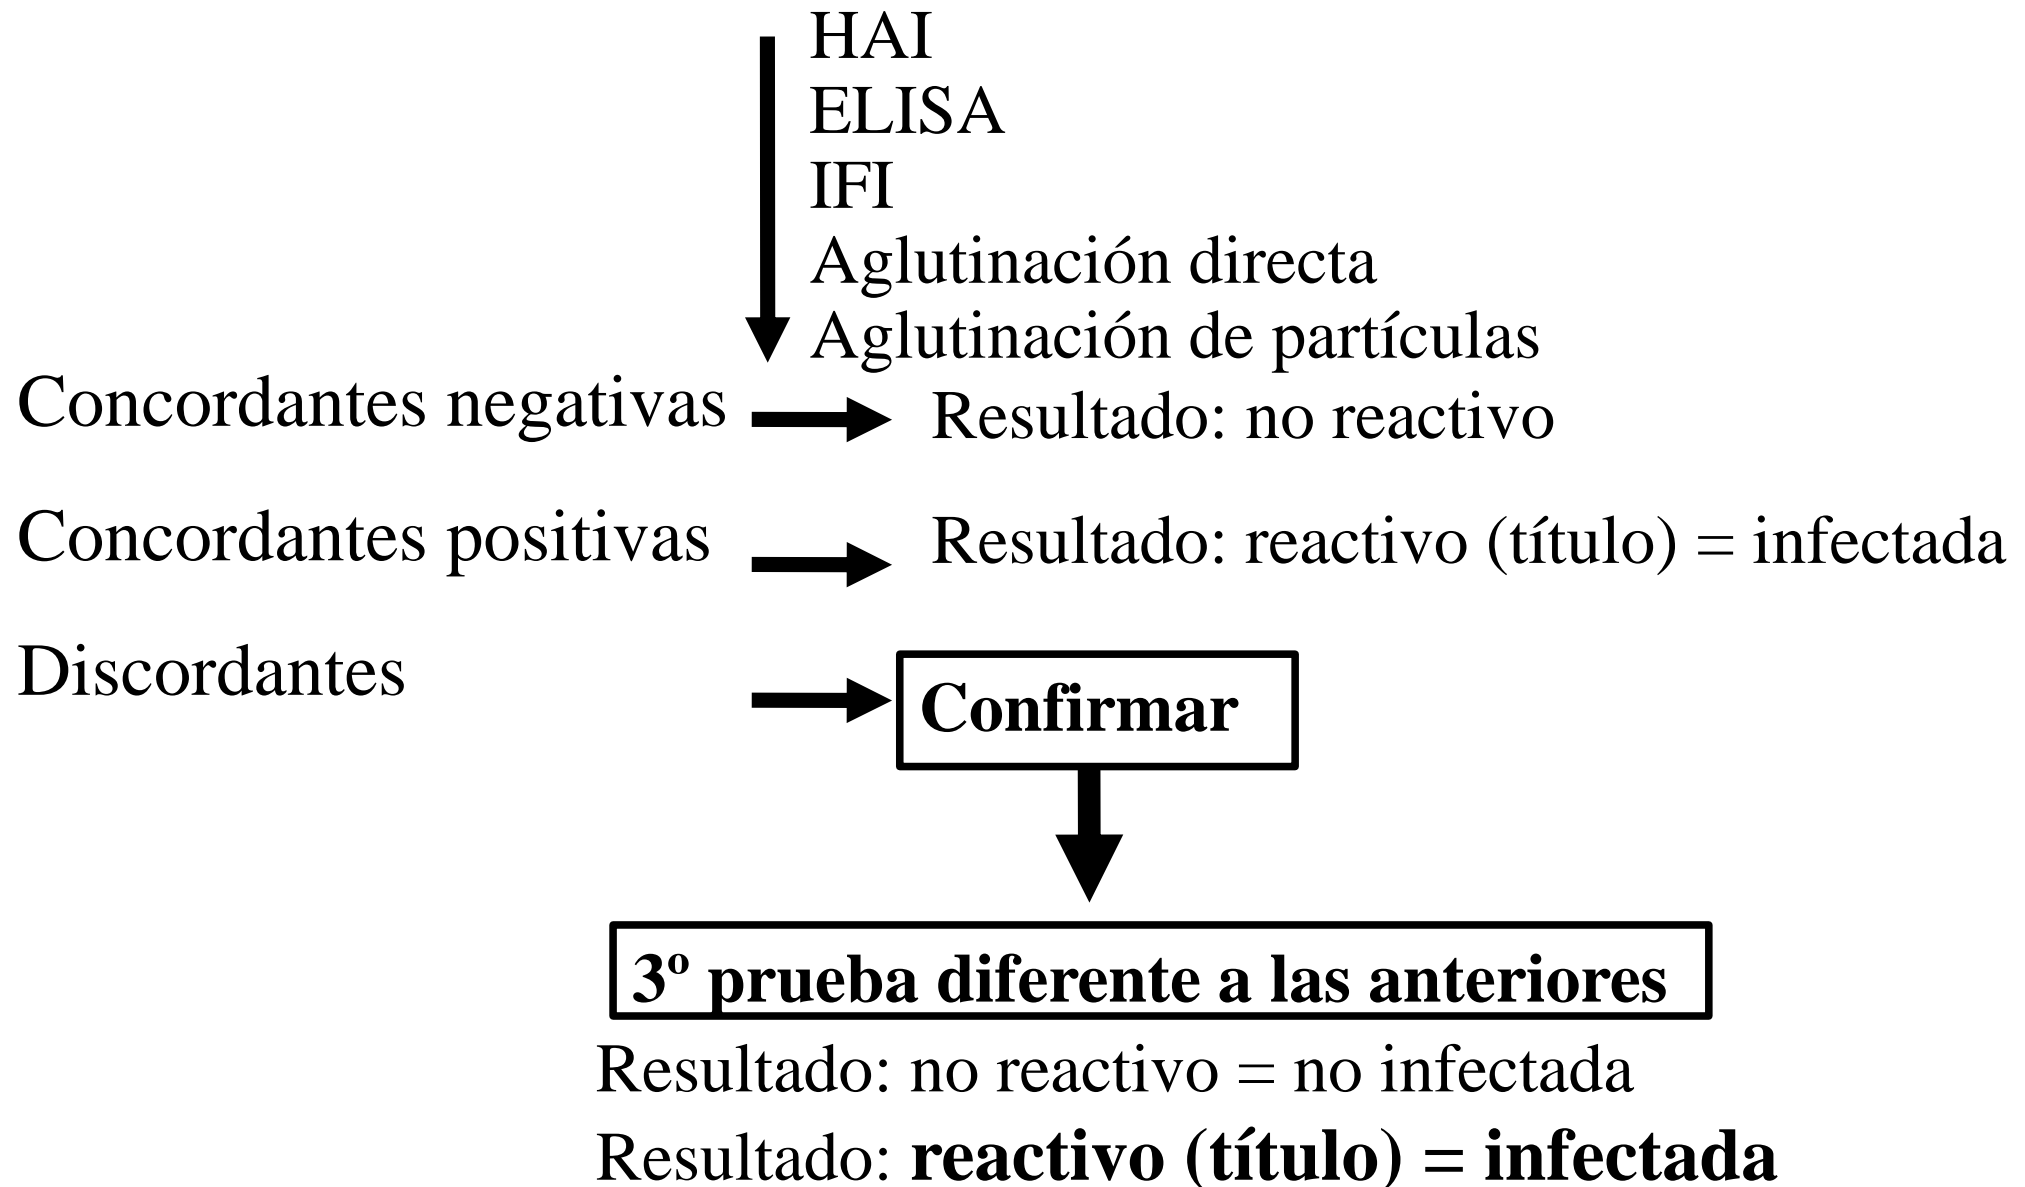 HAI
ELISA
IFI
Aglutinación directa
Aglutinación de partículas
Concordantes negativas
Resultado: no reactivo
Concordantes positivas
Resultado: reactivo (título) = infectada
Discordantes
Confirmar
3º prueba diferente a las anteriores
Resultado: no reactivo = no infectada
Resultado: reactivo (título) = infectada